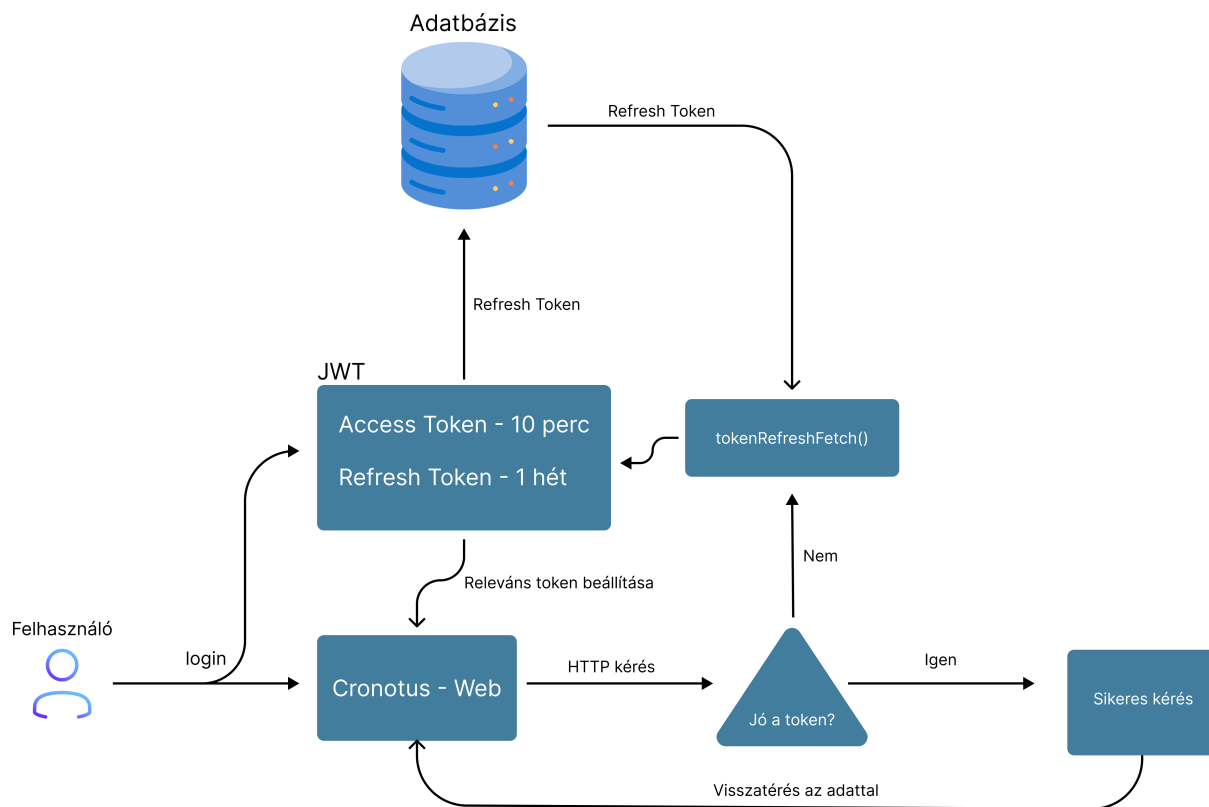 Adatbázis
Refresh Token
Refresh Token
JWT
Access Token - 10 perc
Refresh Token - 1 hét
tokenRefreshFetch()
Nem
Releváns token beállítása
Felhasználó
login
Cronotus - Web
HTTP kérés
Jó a token?
Igen
Sikeres kérés
Visszatérés az adattal